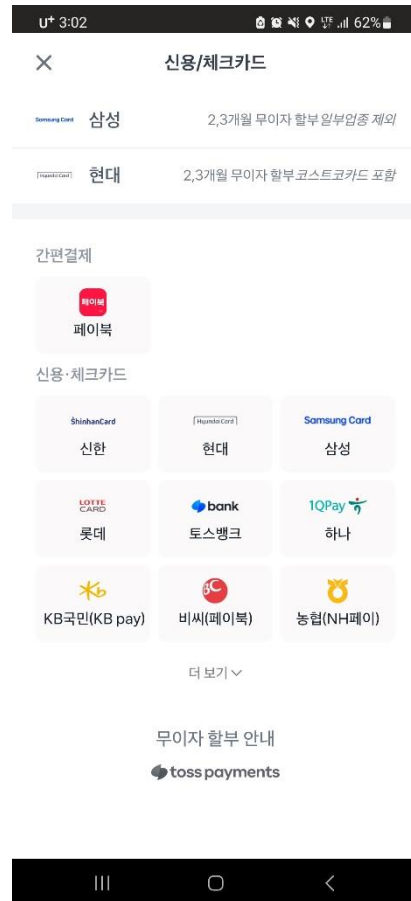 U+ 3:02 LTE 62%
신용/체크카드
Samsung Card 삼성 2,3개월 무이자 할부 일부업종 제외
Hyundai Card 현대 2,3개월 무이자 할부 코스트코카드 포함
간편결제
페이북
페이북
신용·체크카드
ShinhanCard HyundaiCard Samsung Card
신한 현대 삼성
LOTTE CARD bank 1QPay
롯데 토스뱅크 하나
KB국민(KB pay) 비씨(페이북) 농협(NH페이)
더 보기
무이자 할부 안내
toss payments